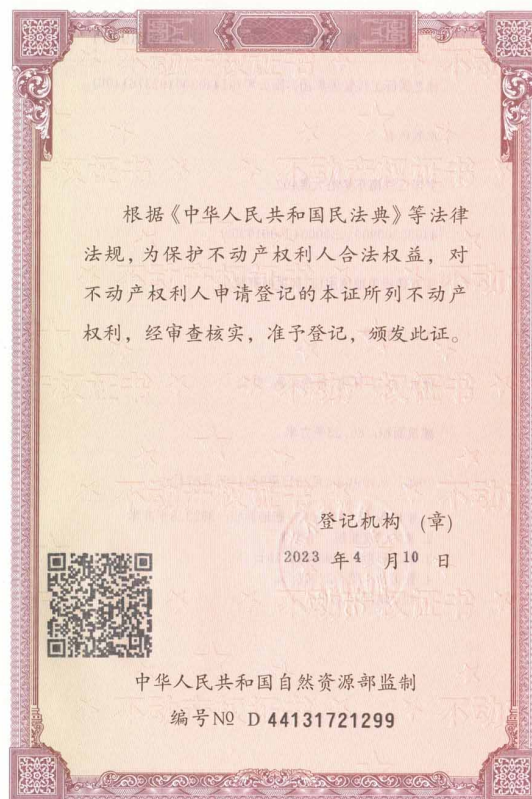 根据《中华人民共和国民法典》等法律
法规，为保护不动产权利人合法权益，对
不动产权利人申请登记的本证所列不动产
权利，经审查核实，准予登记，颁发此证。
登记机构 （章）
2023 年4 月10 日
中华人民共和国自然资源部监制
编号№ D 44131721299